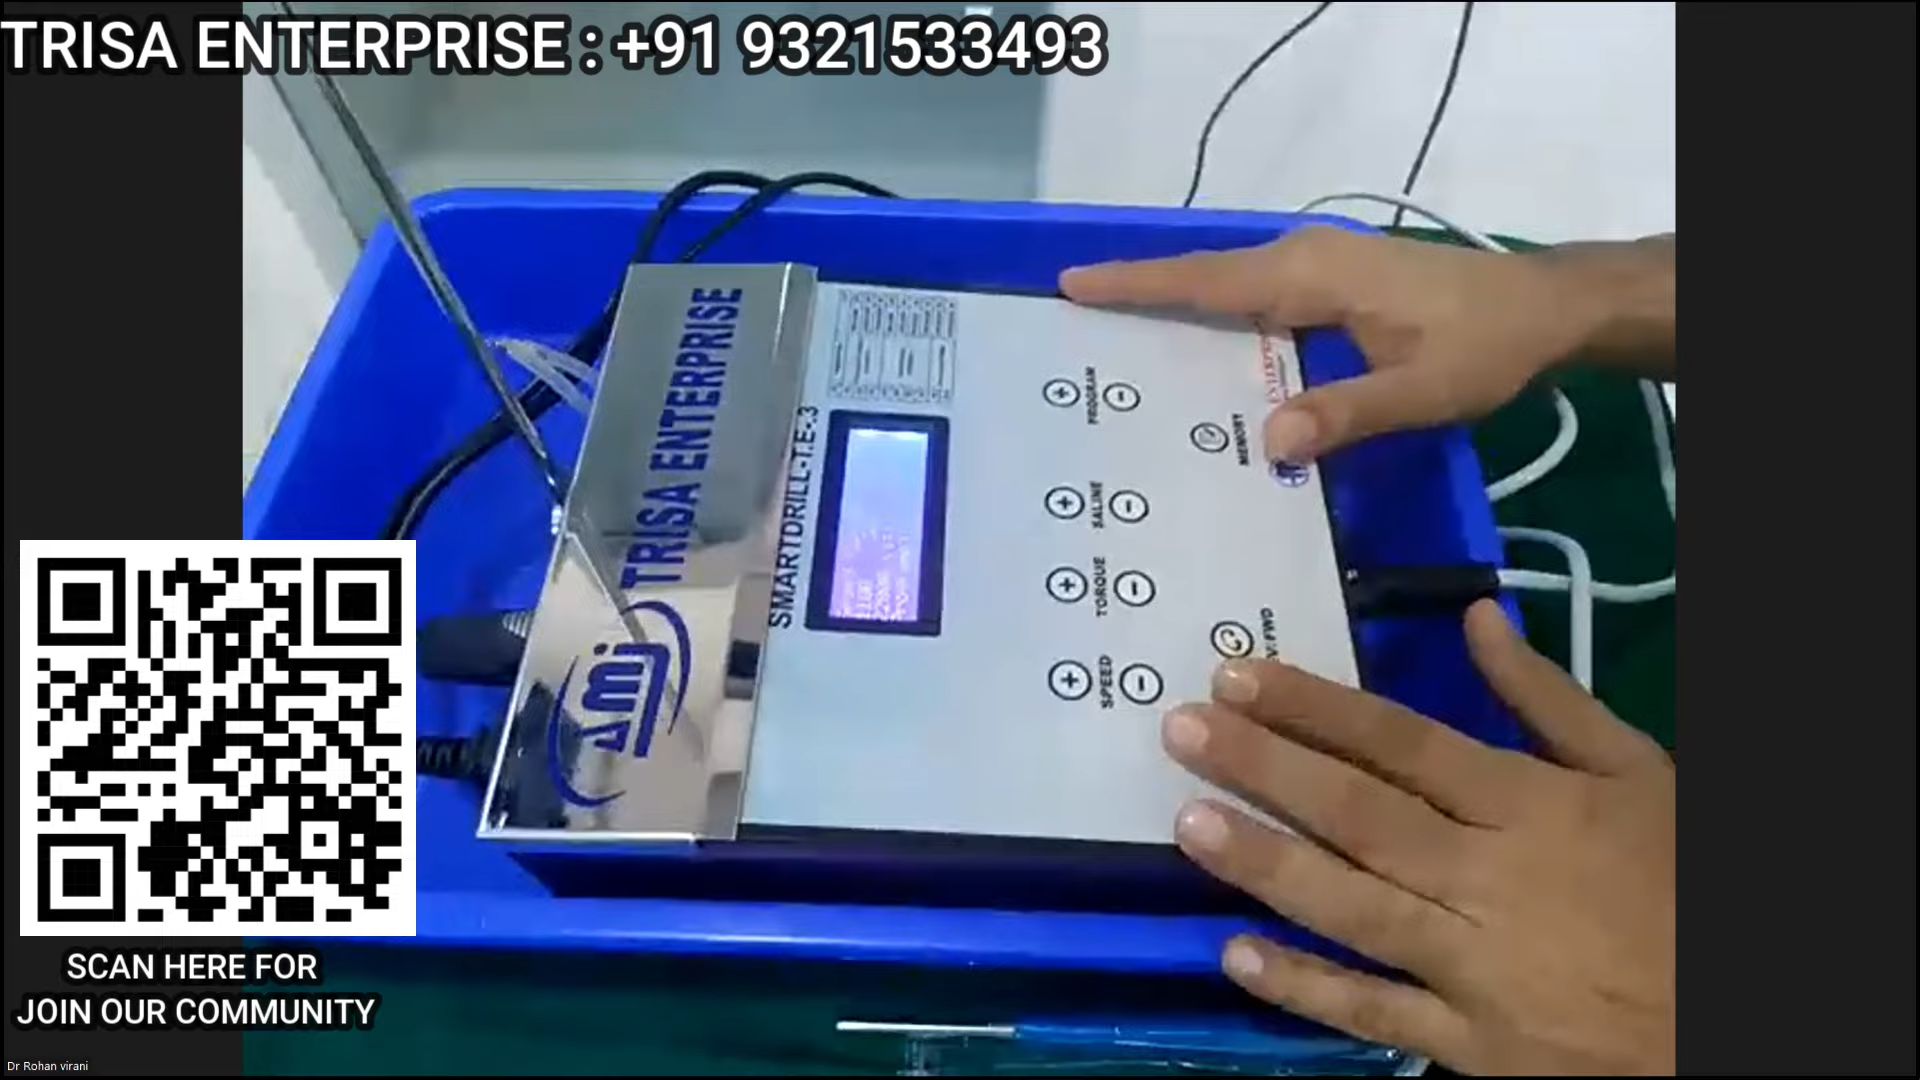 TRISA ENTERPRISE : +91 9321533493
TRISA ENTERPRISE
AMJ
SMARTDRILL-T.E-.3
PROGRAM
SALINE
TORQUE
SPEED
MEMORY
SCAN HERE FOR
JOIN OUR COMMUNITY
Dr Rohan virani